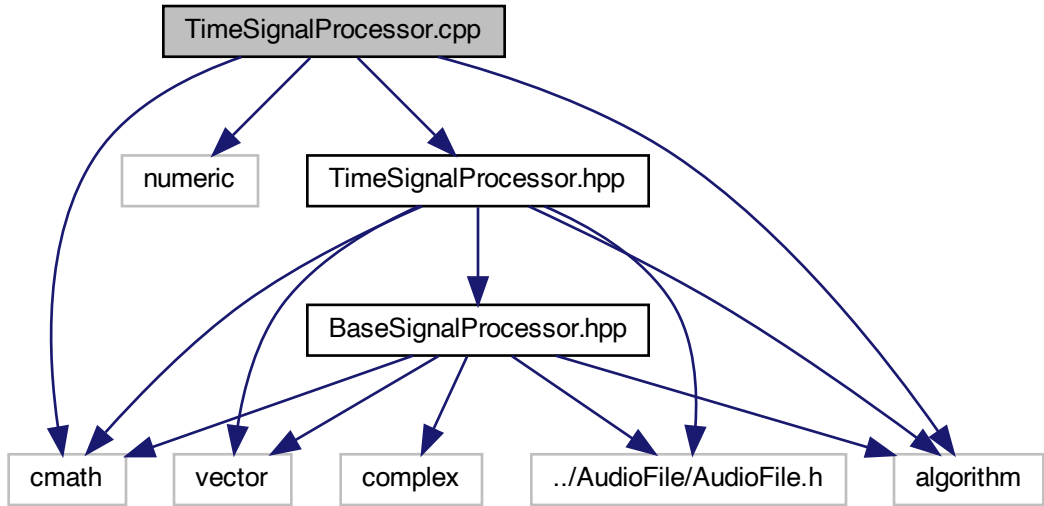 TimeSignalProcessor.cpp
numeric
TimeSignalProcessor.hpp
BaseSignalProcessor.hpp
cmath
vector
complex
../AudioFile/AudioFile.h
algorithm